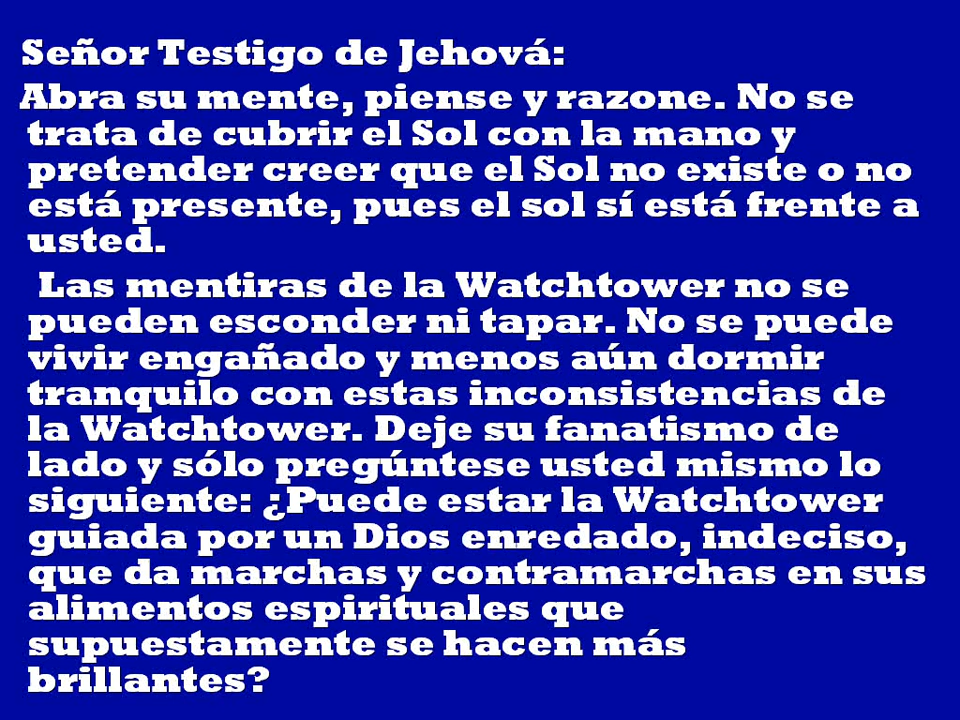 Señor Testigo de Jehová:
Abra su mente, piense y razone. No se
trata de cubrir el Sol con la mano y
pretender creer que el Sol no existe o no
está presente, pues el sol sí está frente a
usted.
Las mentiras de la Watchtower no se
pueden esconder ni tapar. No se puede
vivir engañado y menos aún dormir
tranquilo con estas inconsistencias de
la Watchtower. Deje su fanatismo de
lado y sólo pregúntese usted mismo lo
siguiente: ¿Puede estar la Watchtower
guiada por un Dios enredado, indeciso,
que da marchas y contramarchas en sus
alimentos espirituales que
supuestamente se hacen más
brillantes?